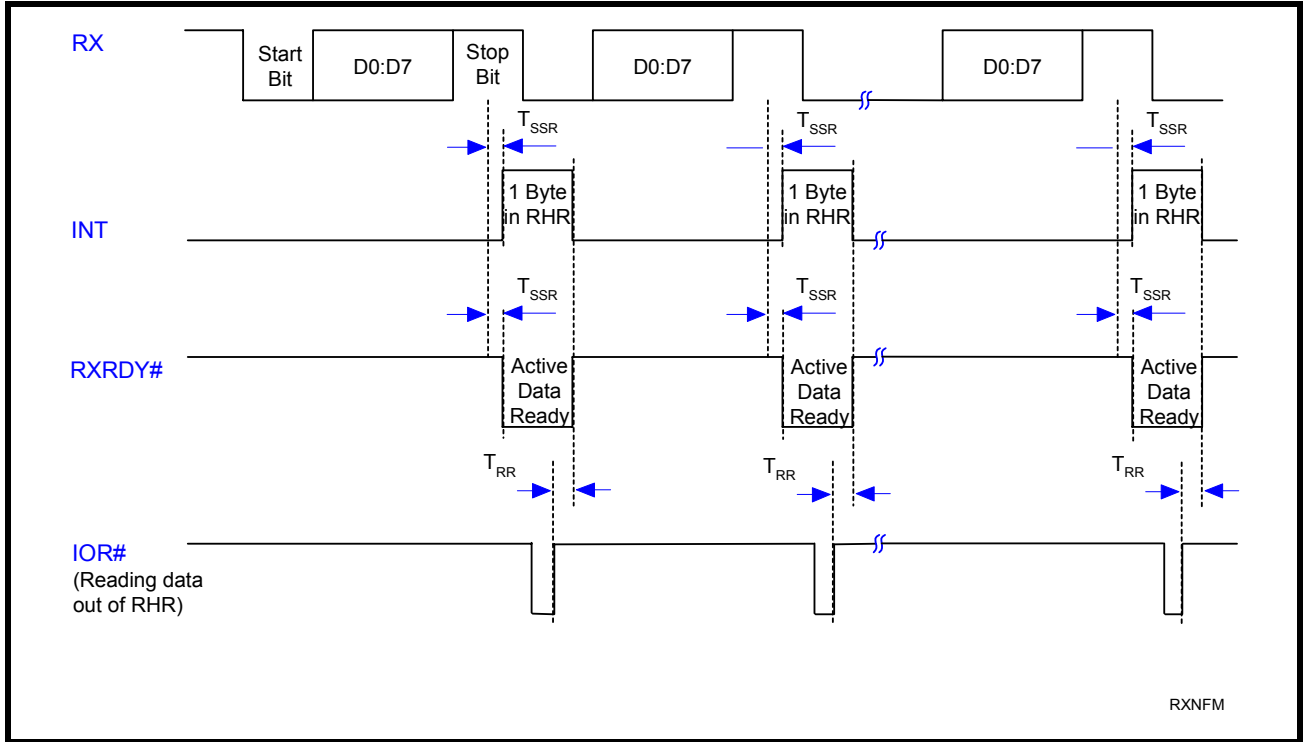 RX
Start
Bit
D0:D7
Stop
Bit
D0:D7
D0:D7
TSSR
TSSR
TSSR
INT
1 Byte
in RHR
1 Byte
in RHR
1 Byte
in RHR
TSSR
TSSR
TSSR
RXRDY#
Active
Data
Ready
Active
Data
Ready
Active
Data
Ready
TRR
TRR
TRR
IOR#
(Reading data
out of RHR)
RXNFM